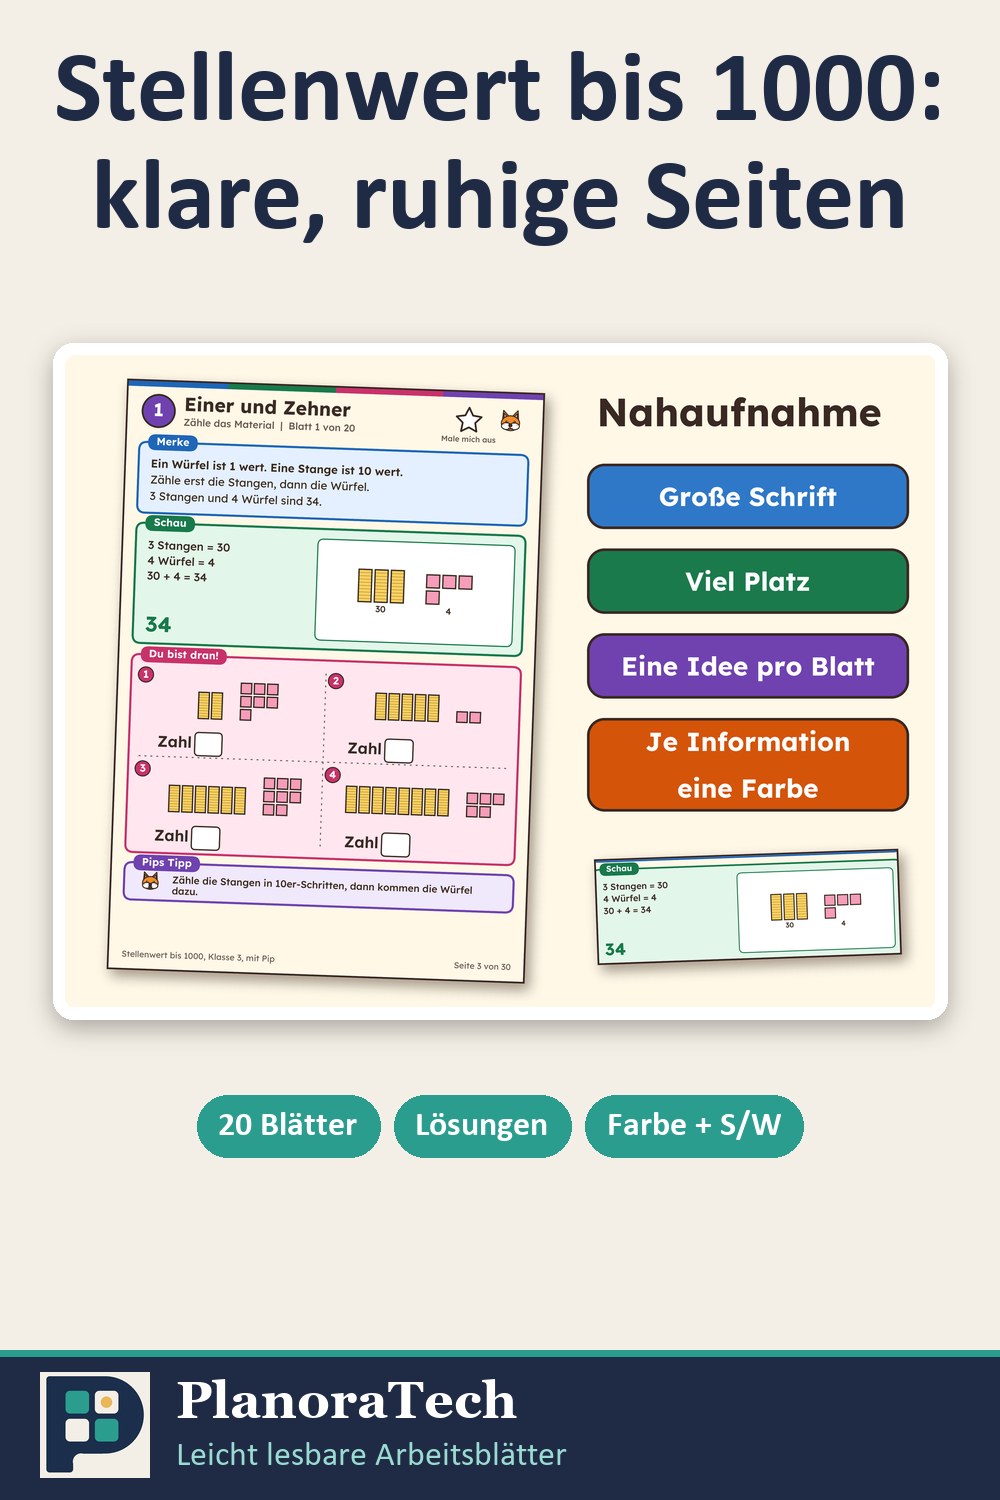 Stellenwert bis 1000:
klare, ruhige Seiten
1
Einer und Zehner
Zähle das Material | Blatt 1 von 20
Male mich aus
Merke
Ein Würfel ist 1 wert. Eine Stange ist 10 wert.
Zähle erst die Stangen, dann die Würfel.
3 Stangen und 4 Würfel sind 34.
Schau
3 Stangen = 30
4 Würfel = 4
30 + 4 = 34
34
30
4
Du bist dran!
1
Zahl
2
Zahl
3
Zahl
4
Zahl
Pips Tipp
Zähle die Stangen in 10er-Schritten, dann kommen die Würfel
dazu.
Stellenwert bis 1000, Klasse 3, mit Pip
Seite 3 von 30
Nahaufnahme
Große Schrift
Viel Platz
Eine Idee pro Blatt
Je Information
eine Farbe
Schau
3 Stangen = 30
4 Würfel = 4
30 + 4 = 34
34
30
4
20 Blätter
Lösungen
Farbe + S/W
PlanoraTech
Leicht lesbare Arbeitsblätter